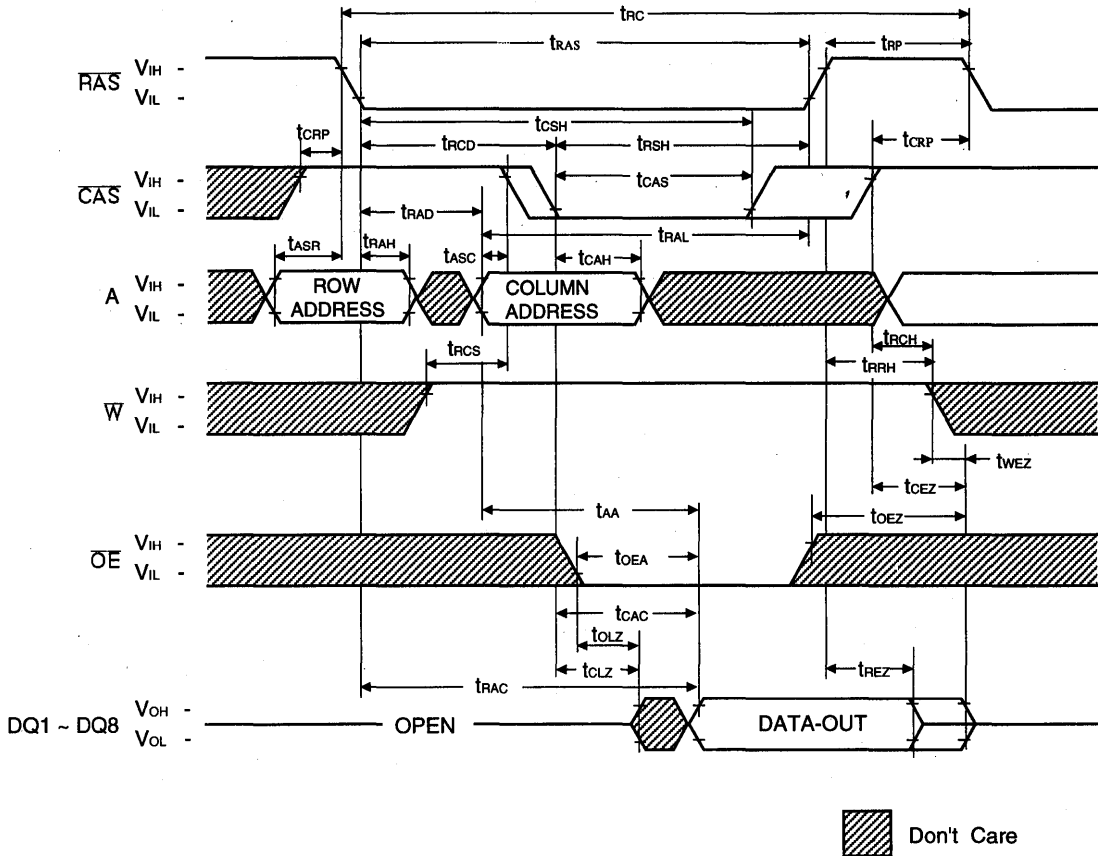 tRC
tRAS
tRP
RAS VIH -
VIL -
tCSH
tCRP
tRCD
tRSH
tCRP
CAS VIH -
VIL -
tCAS
tRAD
tRAL
tASR
tRAH
tASC
tCAH
A VIH -
VIL -
ROW
ADDRESS
COLUMN
ADDRESS
tRCH
tRCS
tRRH
W VIH -
VIL -
tWEZ
tCEZ
tAA
tOEZ
OE VIH -
VIL -
tOEA
tCAC
tOLZ
tCLZ
tREZ
tRAC
DQ1 ~ DQ8 VOH -
VOL -
OPEN
DATA-OUT
Don't Care